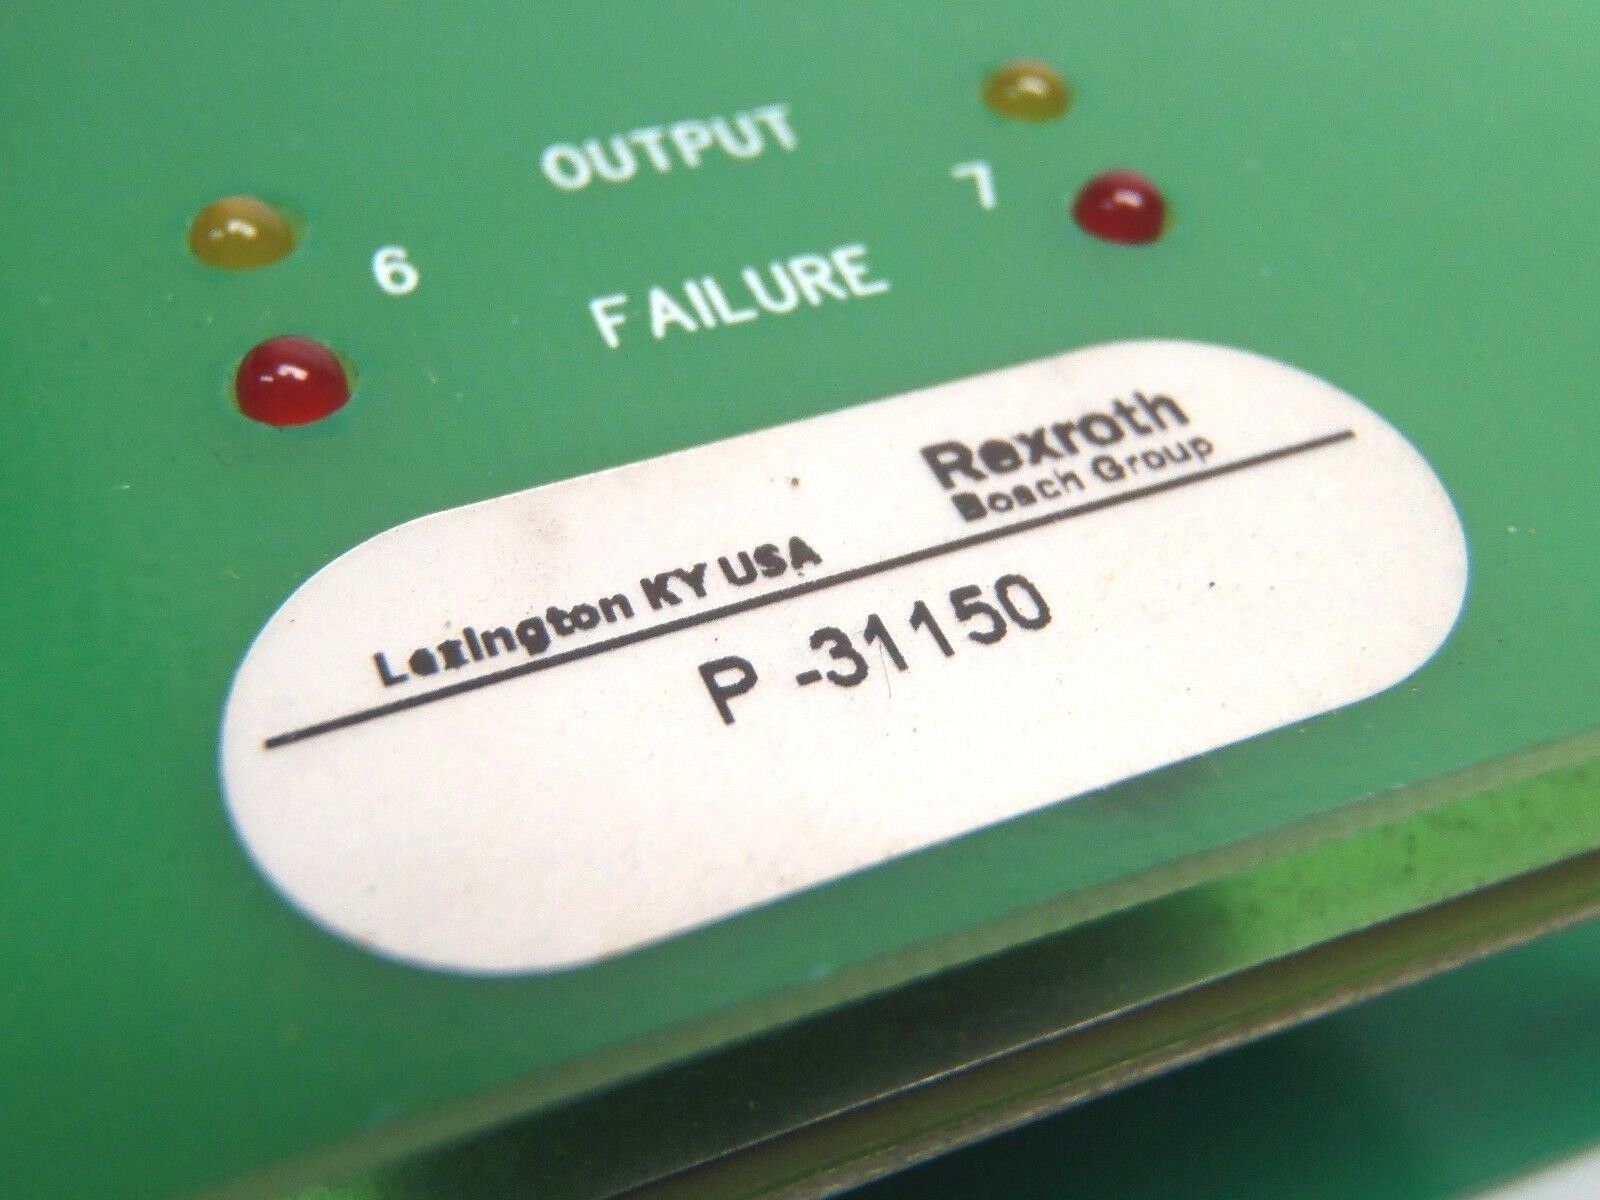 OUTPUT
6 7
FAILURE
Rexroth
Bosch Group
Lexington KY USA
P -31150